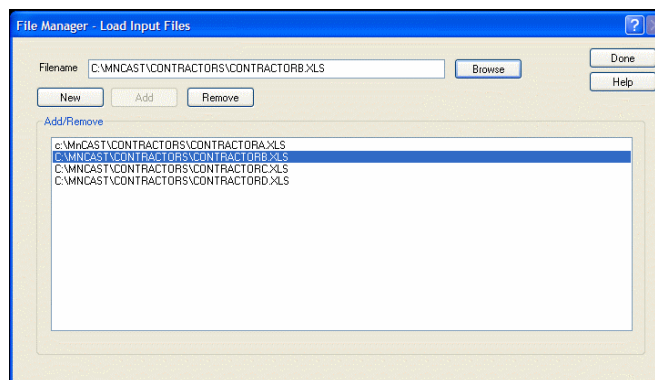 File Manager - Load Input Files
?
Filename C:\MNCAST\CONTRACTORS\CONTRACTORB.XLS Browse Done
Help
New Add Remove
Add/Remove
c:\MnCAST\CONTRACTORS\CONTRACTORA.XLS
C:\MNCAST\CONTRACTORS\CONTRACTORB.XLS
C:\MNCAST\CONTRACTORS\CONTRACTORC.XLS
C:\MNCAST\CONTRACTORS\CONTRACTORD.XLS